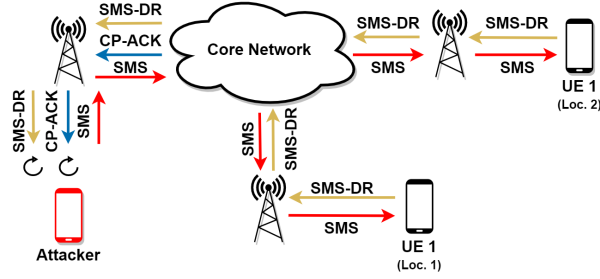 SMS-DR
CP-ACK
SMS
Core Network
SMS-DR
SMS
SMS-DR
SMS
UE 1
(Loc. 2)
SMS-DR
CP-ACK
SMS
SMS
SMS-DR
Attacker
SMS-DR
SMS
UE 1
(Loc. 1)